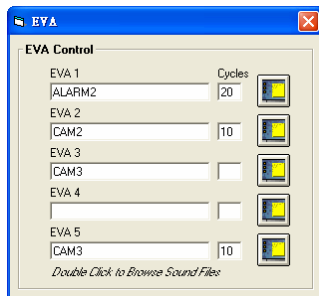 EVA
EVA Control
EVA 1 Cycles
ALARM2 20
EVA 2
CAM2 10
EVA 3
CAM3
EVA 4
EVA 5
CAM3 10
Double Click to Browse Sound Files